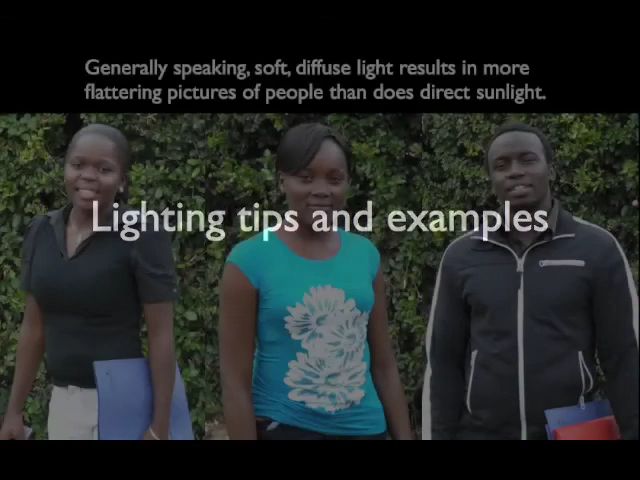 Generally speaking, soft, diffuse light results in more
flattering pictures of people than does direct sunlight.
Lighting tips and examples